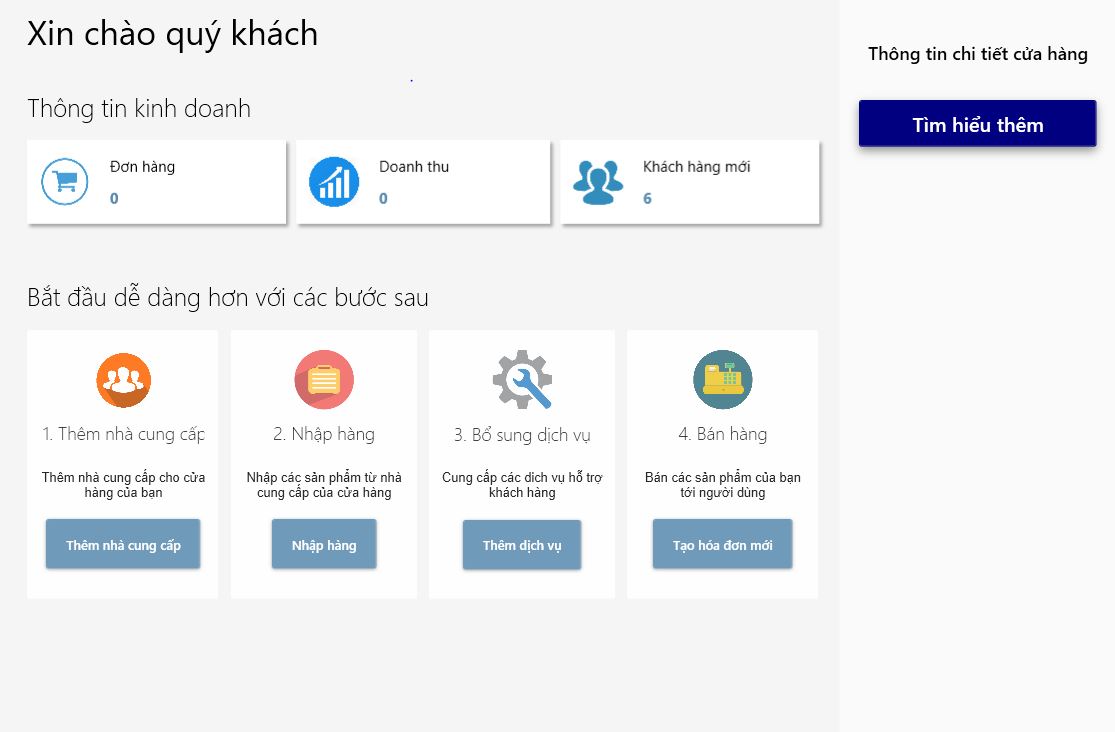 Xin chào quý khách
Thông tin chi tiết cửa hàng
Tìm hiểu thêm
Thông tin kinh doanh
Đơn hàng
0
Doanh thu
0
Khách hàng mới
6
Bắt đầu dễ dàng hơn với các bước sau
1. Thêm nhà cung cấp
Thêm nhà cung cấp cho cửa
hàng của bạn
Thêm nhà cung cấp
2. Nhập hàng
Nhập các sản phẩm từ nhà
cung cấp của cửa hàng
Nhập hàng
3. Bổ sung dịch vụ
Cung cấp các dich vụ hỗ trợ
khách hàng
Thêm dịch vụ
4. Bán hàng
Bán các sản phẩm của bạn
tới người dùng
Tạo hóa đơn mới